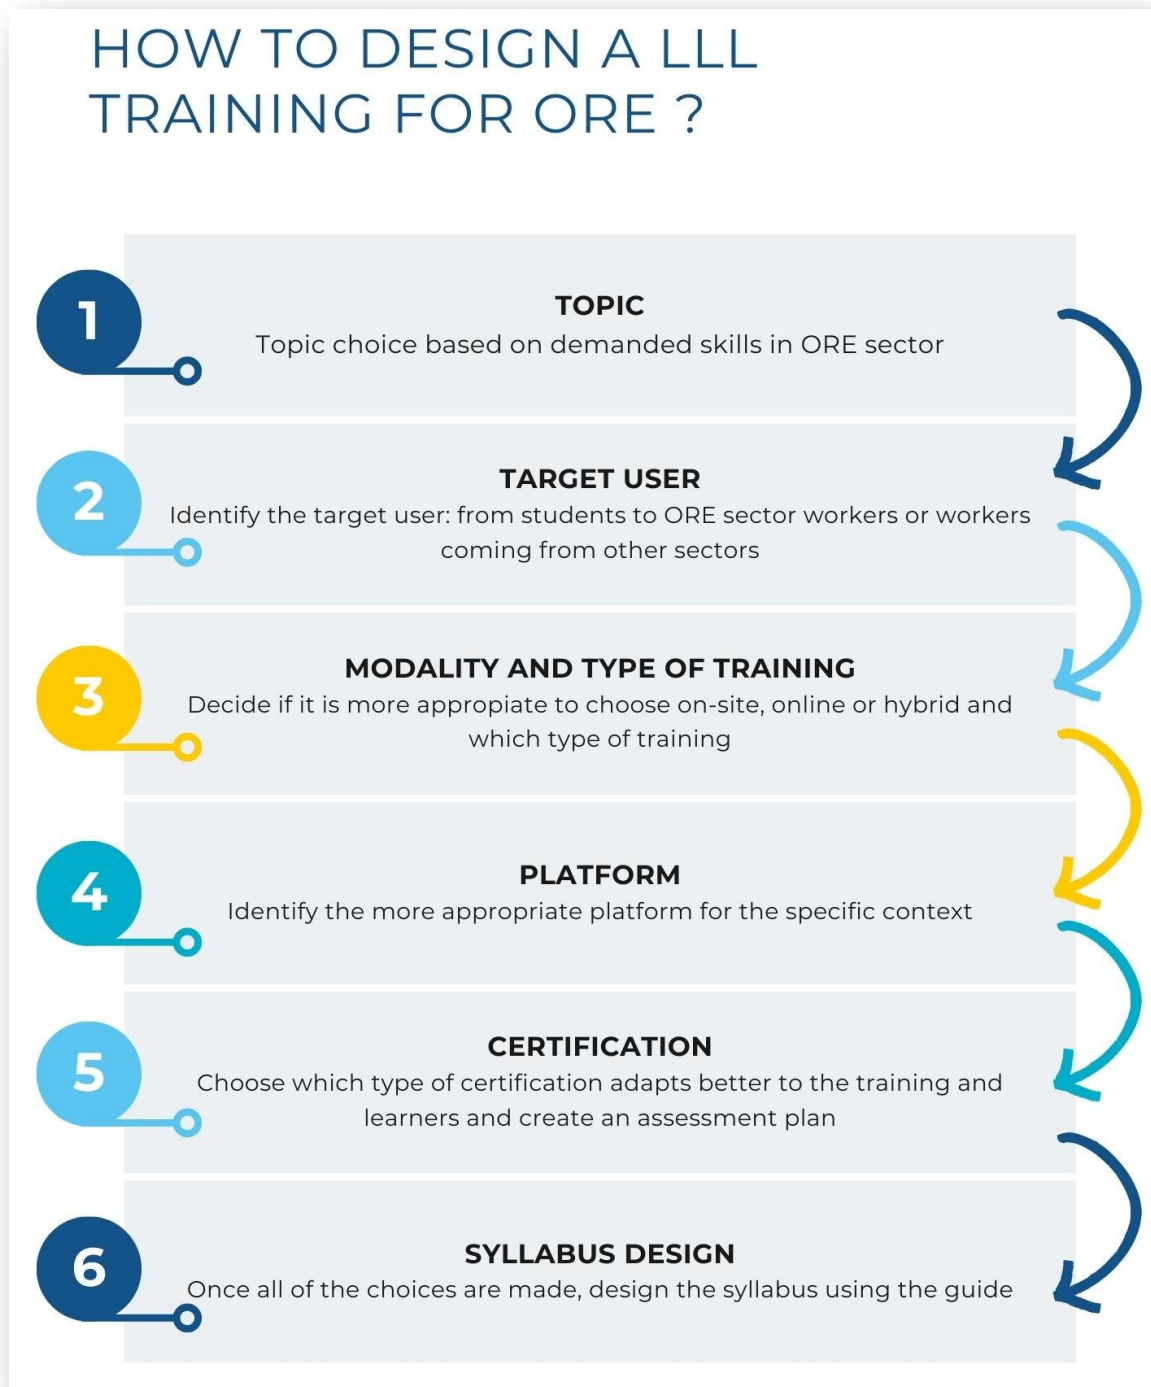 HOW TO DESIGN A LLL
TRAINING FOR ORE ?
1
TOPIC
Topic choice based on demanded skills in ORE sector
2
TARGET USER
Identify the target user: from students to ORE sector workers or workers
coming from other sectors
3
MODALITY AND TYPE OF TRAINING
Decide if it is more appropiate to choose on-site, online or hybrid and
which type of training
4
PLATFORM
Identify the more appropriate platform for the specific context
5
CERTIFICATION
Choose which type of certification adapts better to the training and
learners and create an assessment plan
6
SYLLABUS DESIGN
Once all of the choices are made, design the syllabus using the guide